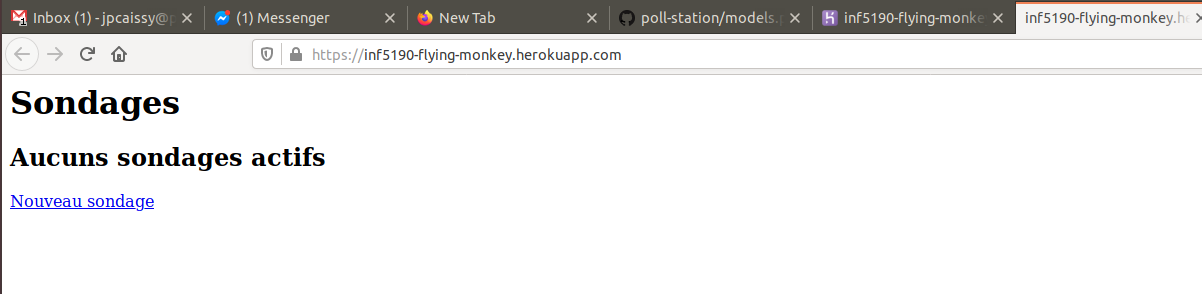 Inbox (1) - jpcaissy@p
(1) Messenger
New Tab
poll-station/models.p
inf5190-flying-monke
inf5190-flying-monkey.he
https://inf5190-flying-monkey.herokuapp.com
Sondages
Aucuns sondages actifs
Nouveau sondage